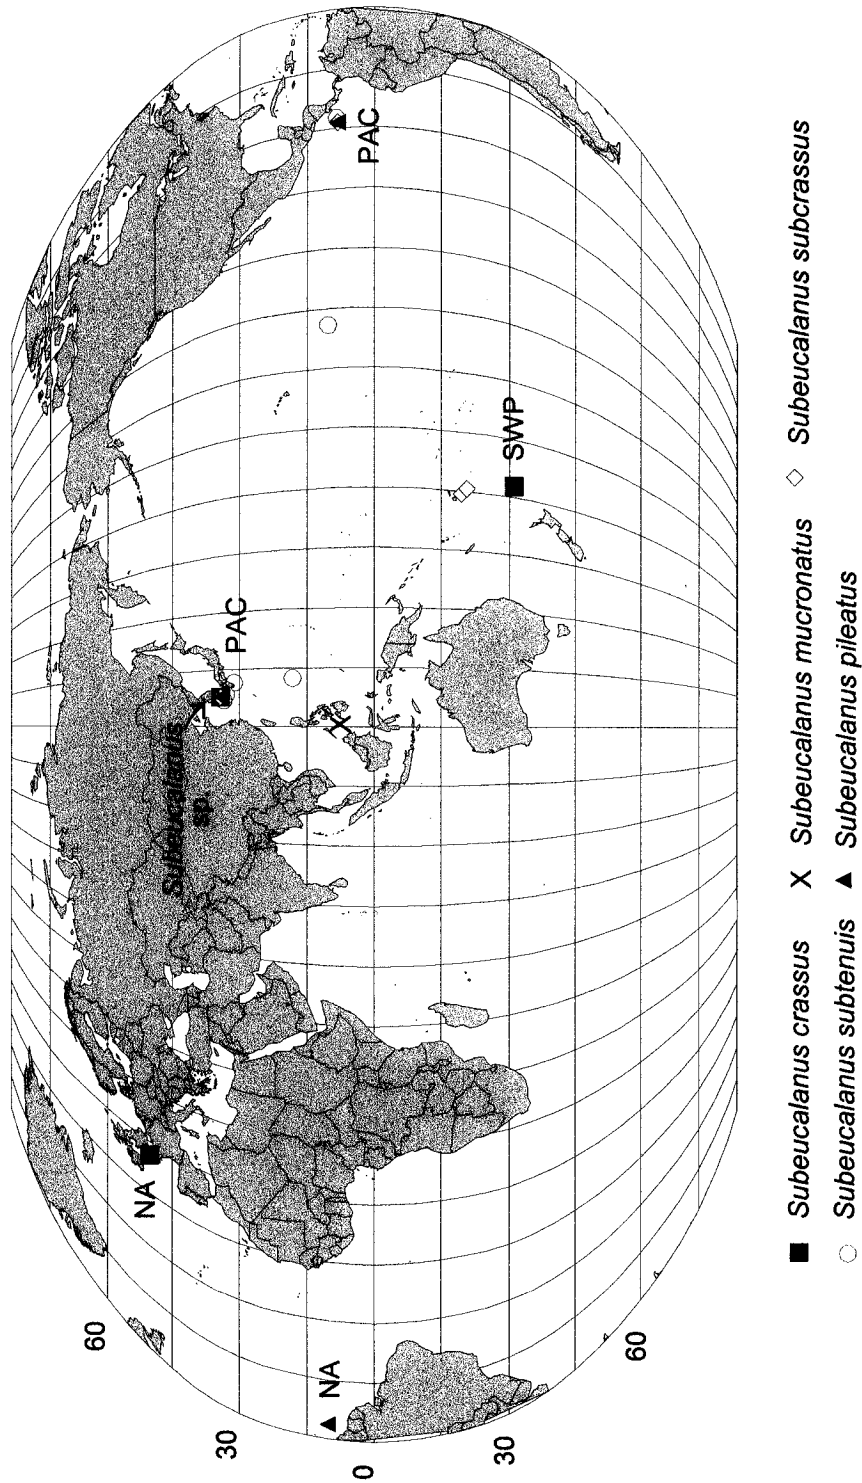 60
30
0
30
60
NA
NA
Subeucalanus
sp.
PAC
SWP
PAC
Subeucalanus crassus
Subeucalanus mucronatus
Subeucalanus subcrassus
Subeucalanus subtenuis
Subeucalanus pileatus